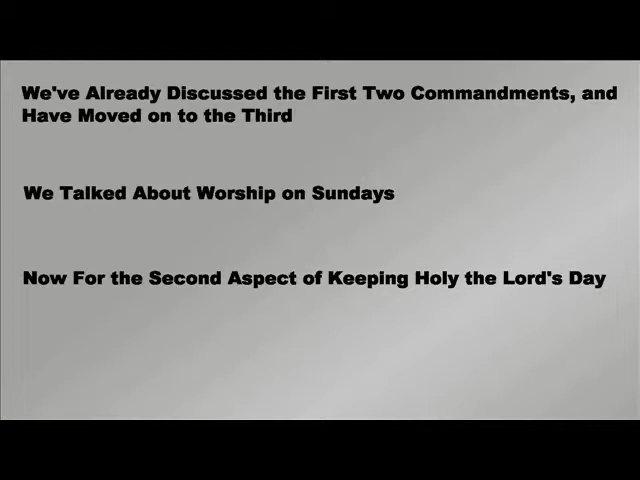 We've Already Discussed the First Two Commandments, and
Have Moved on to the Third
We Talked About Worship on Sundays
Now For the Second Aspect of Keeping Holy the Lord's Day